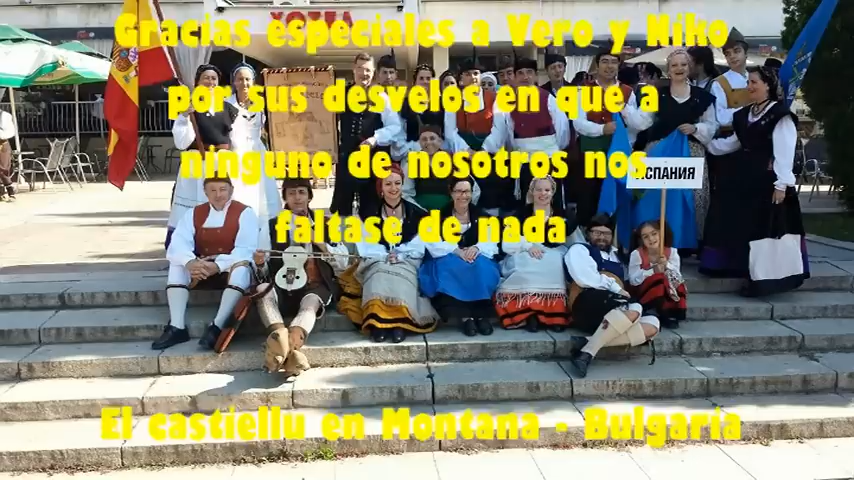 Gracias especiales a Vero y Niko
por sus desvelos en que a
ninguno de nosotros nos
faltase de nada
ИСПАНИЯ
El castiellu en Montana - Bulgaria